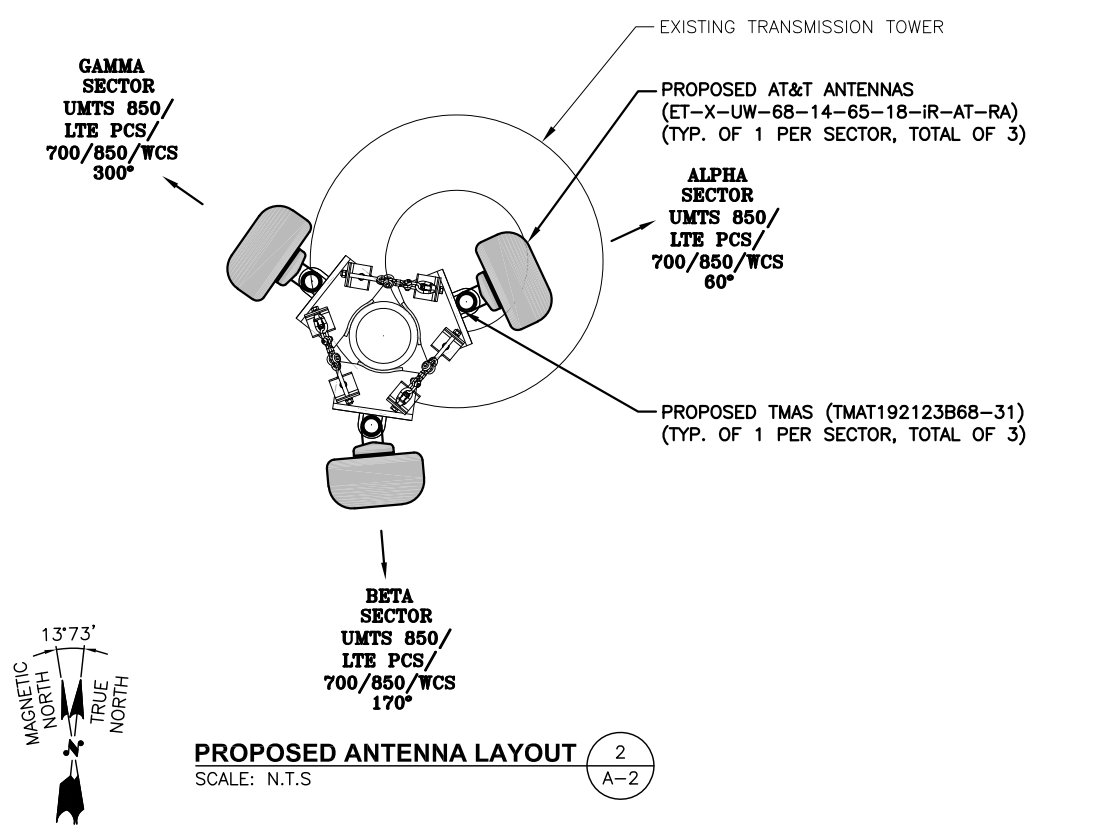 EXISTING TRANSMISSION TOWER
PROPOSED AT&T ANTENNAS
(ET-X-UW-68-14-65-18-iR-AT-RA)
(TYP. OF 1 PER SECTOR, TOTAL OF 3)
GAMMA
SECTOR
UMTS 850/
LTE PCS/
700/850/WCS
300°
ALPHA
SECTOR
UMTS 850/
LTE PCS/
700/850/WCS
60°
PROPOSED TMAS (TMAT192123B68-31)
(TYP. OF 1 PER SECTOR, TOTAL OF 3)
BETA
SECTOR
UMTS 850/
LTE PCS/
700/850/WCS
170°
13°73'
MAGNETIC
NORTH
TRUE
NORTH
N
PROPOSED ANTENNA LAYOUT
SCALE: N.T.S
2
A-2